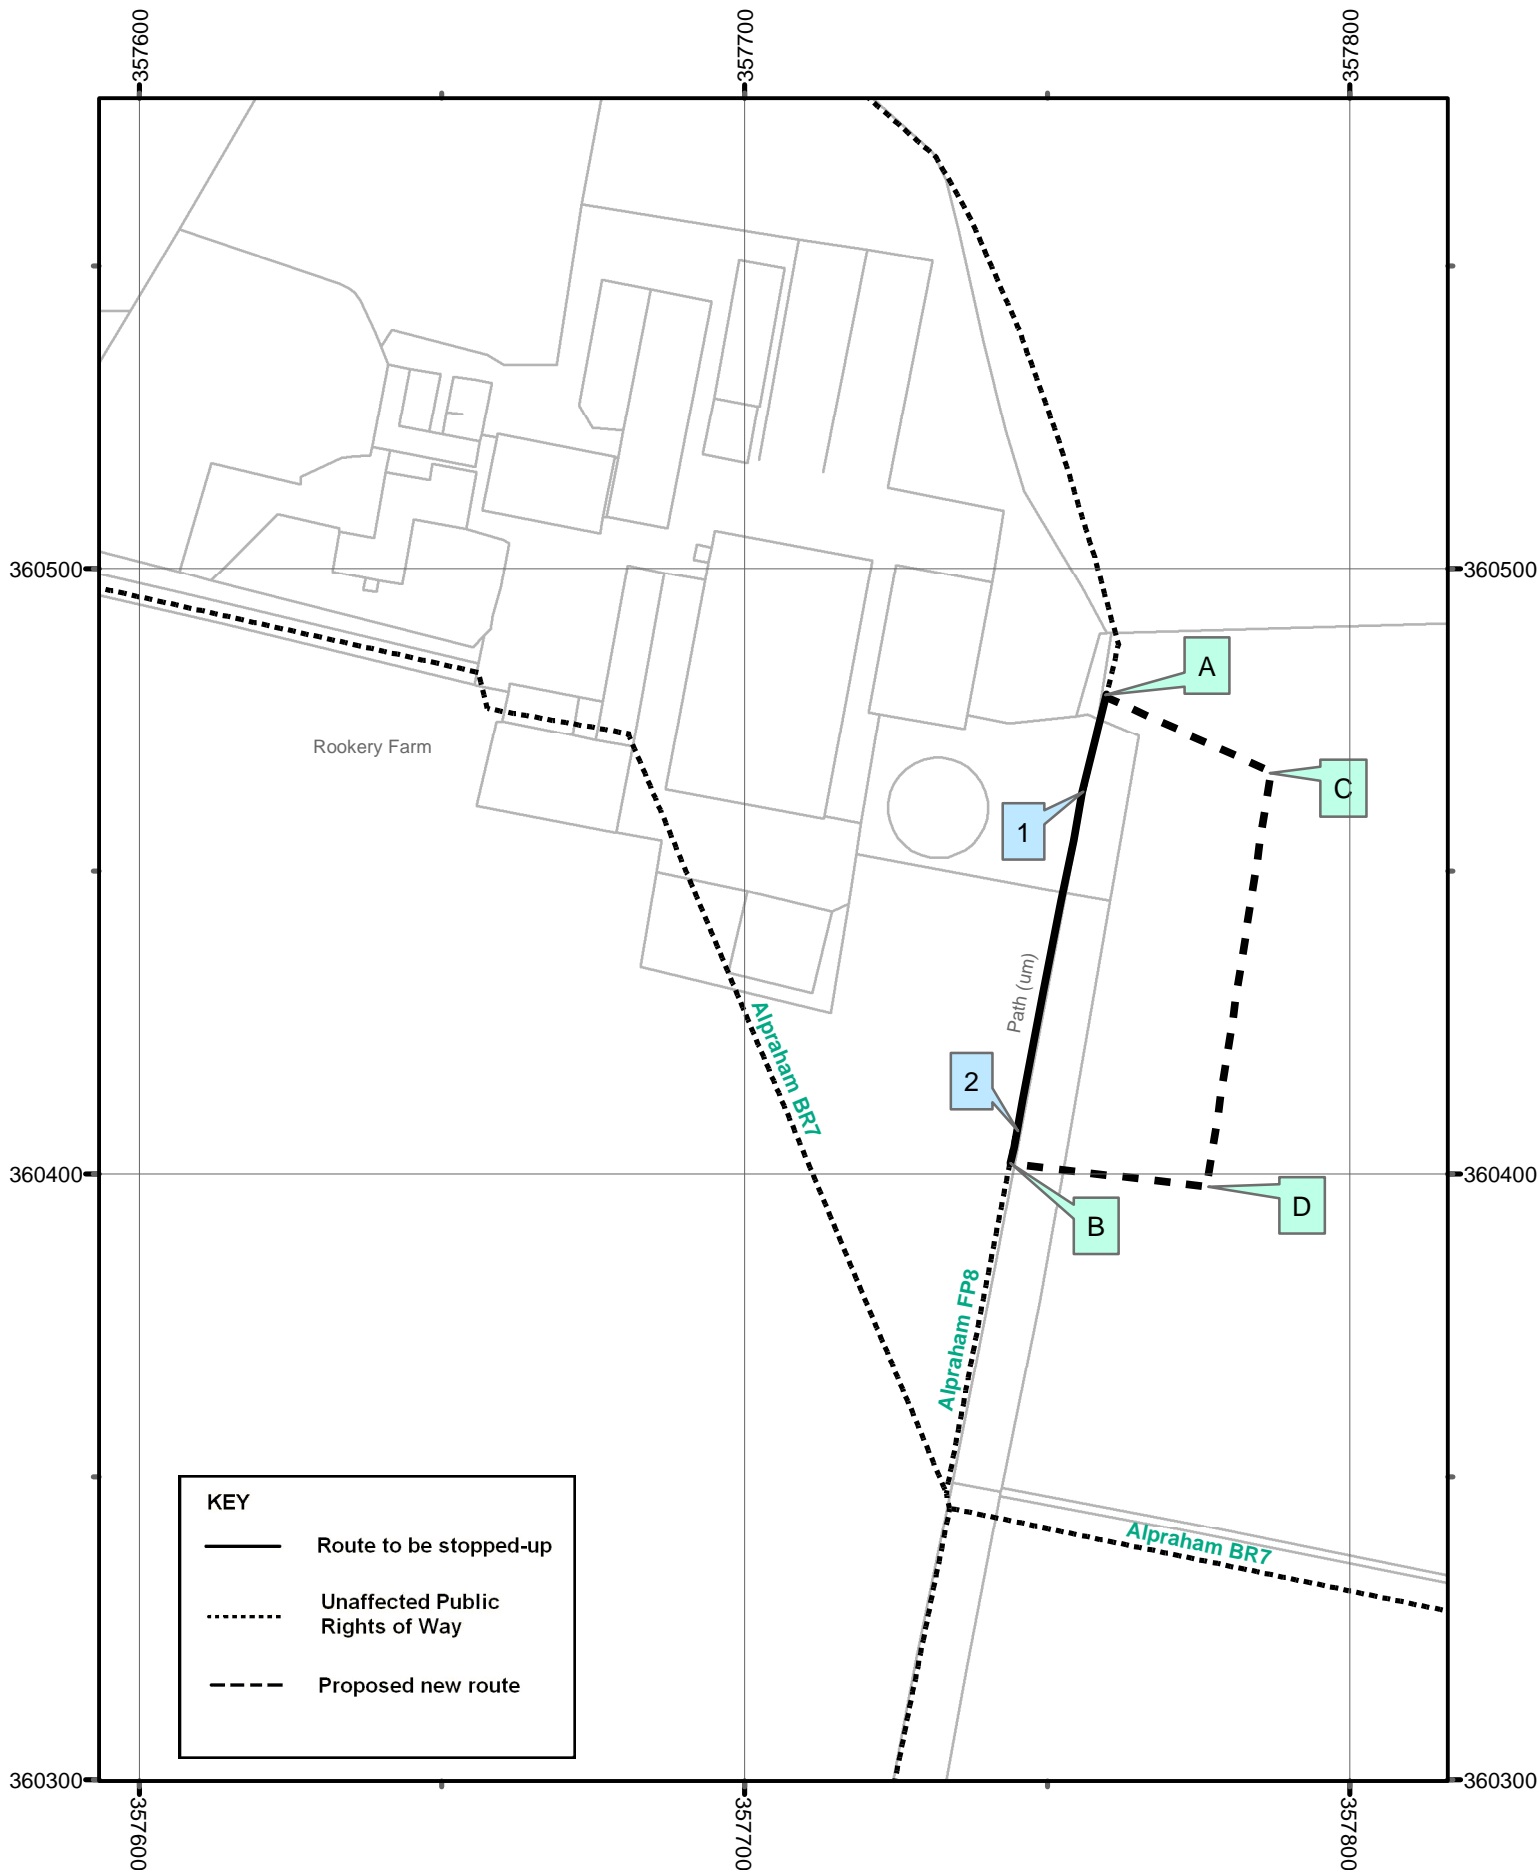 357600
357700
357800
360500
360500
A
C
Rookery Farm
1
Path (um)
Alpraham BR7
2
360400
360400
D
B
Alpraham FP8
KEY
Route to be stopped-up
Unaffected Public
Rights of Way
Proposed new route
Alpraham BR7
360300
360300
357600
357700
357800